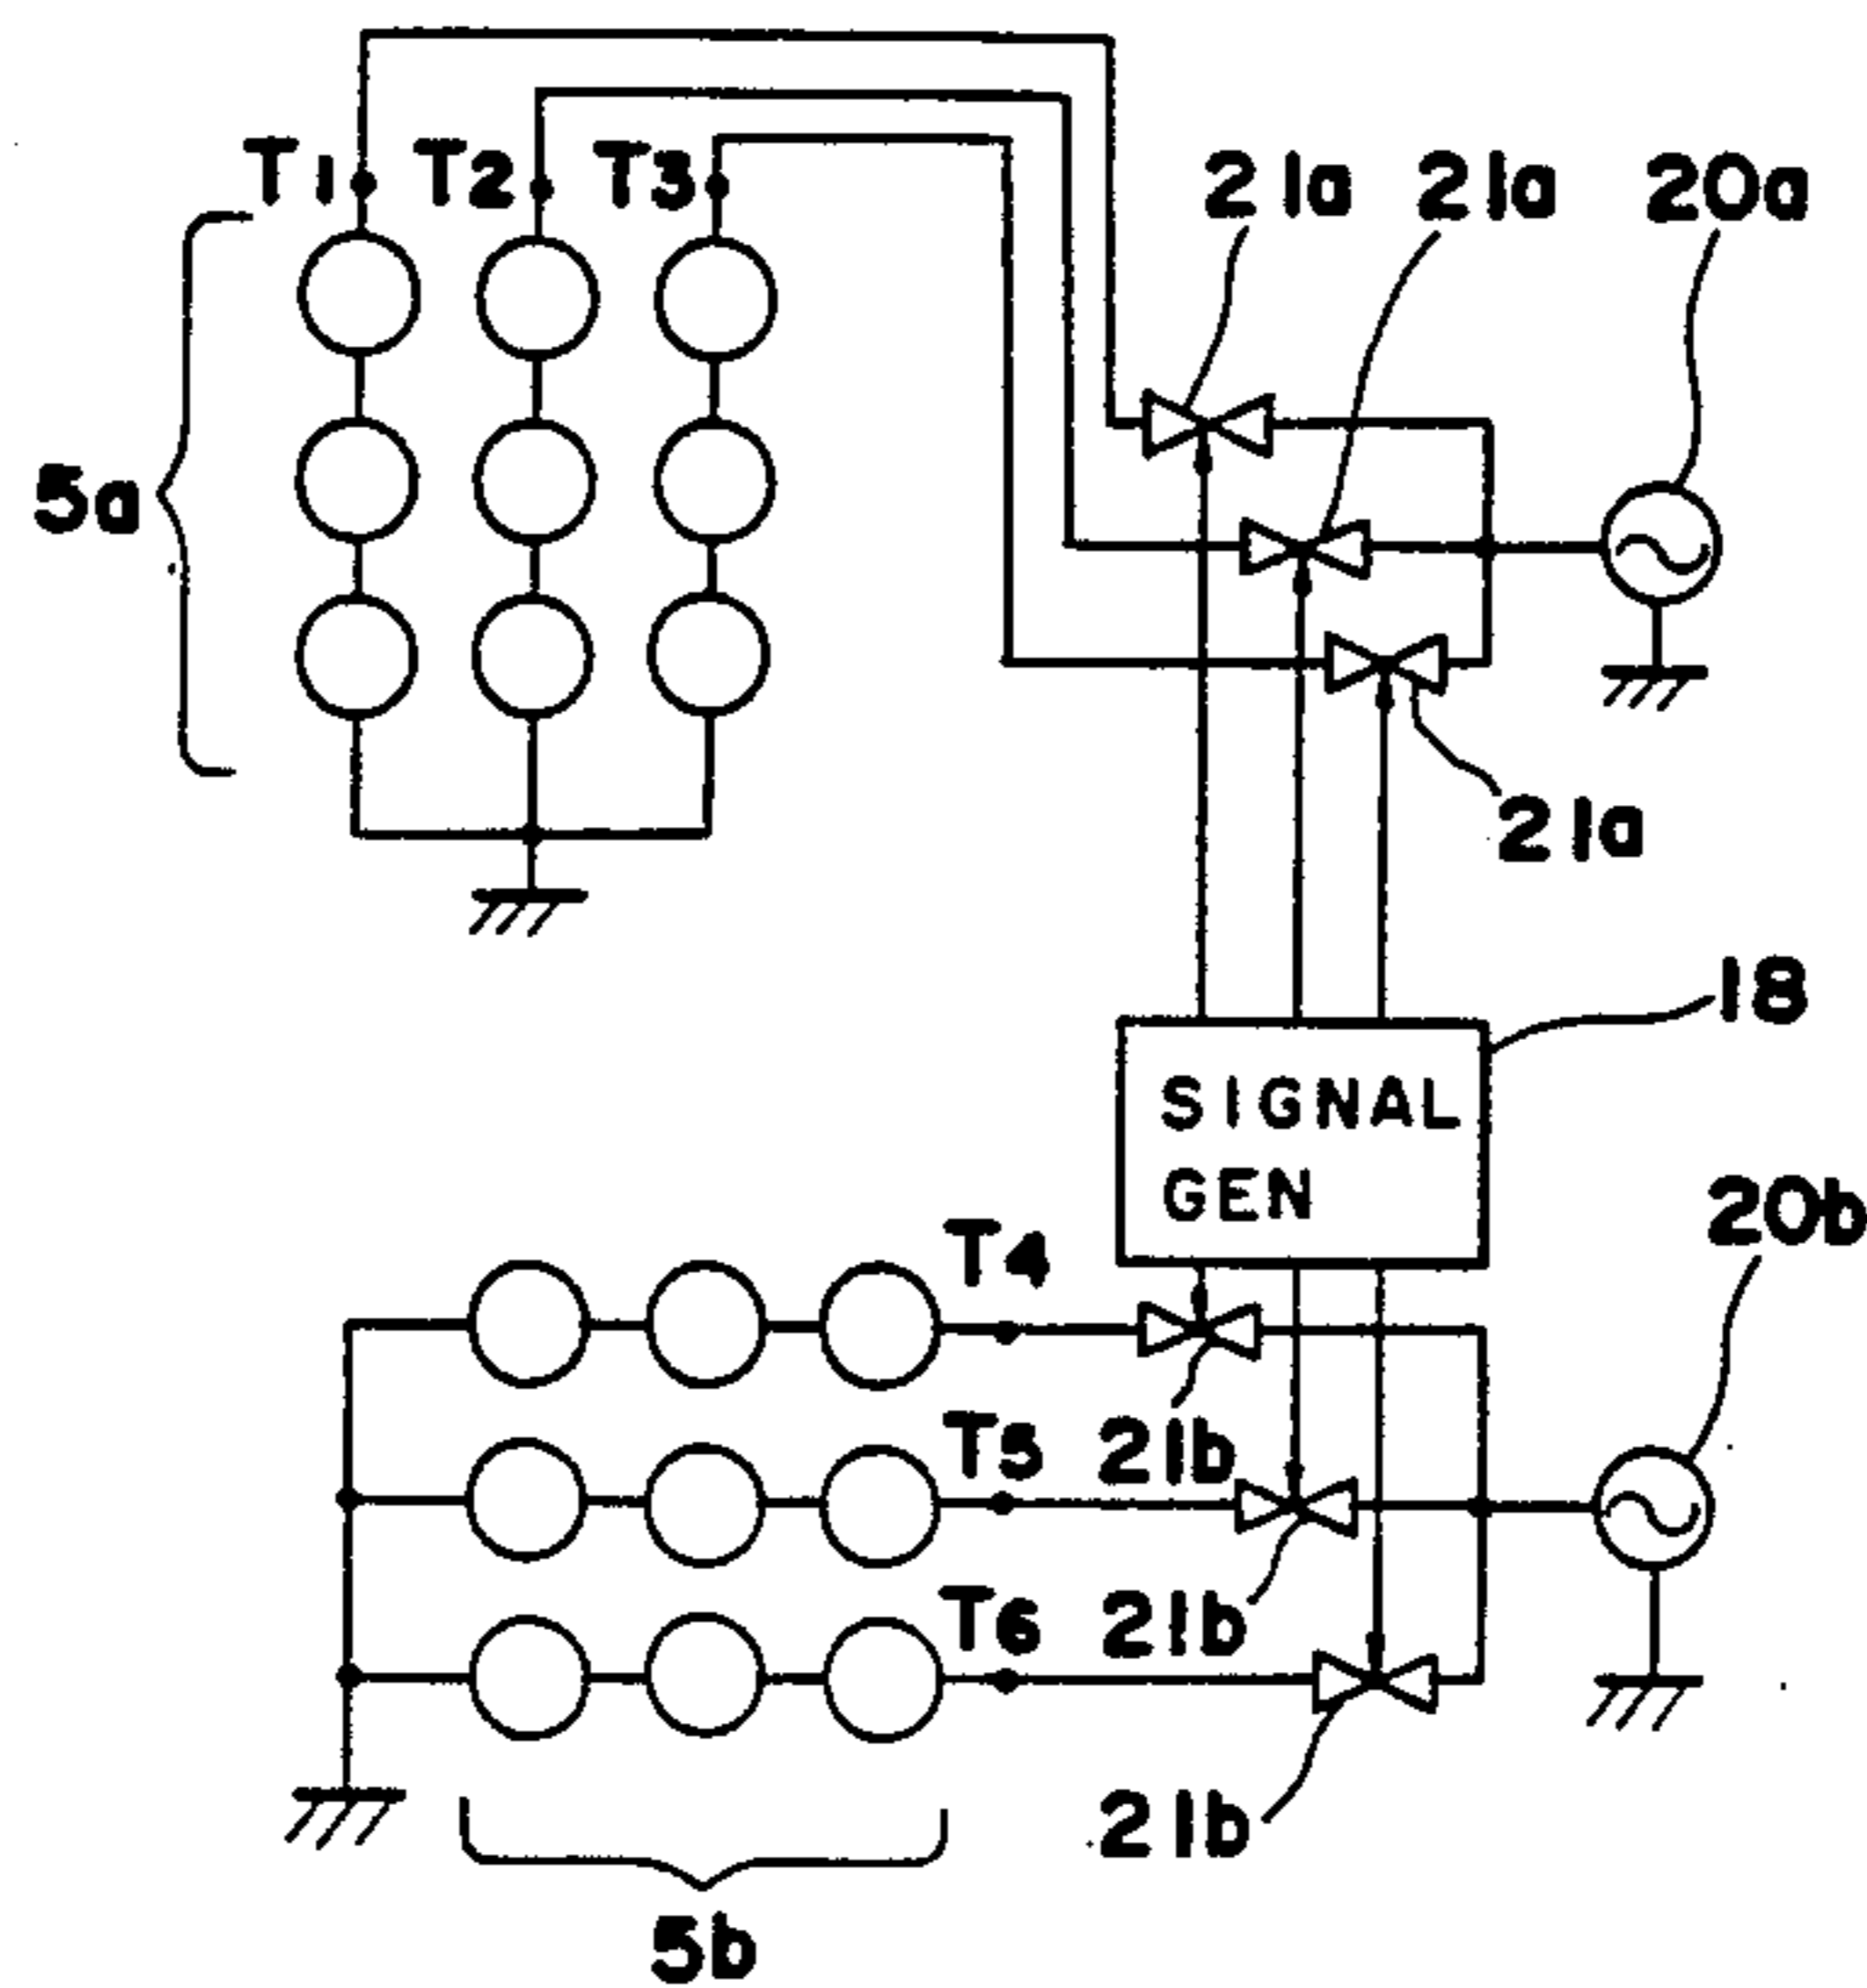 T1 T2 T3 21a 21a 20a
5a
21a
18
SIGNAL
GEN
20b
T4
T5 21b
T6 21b
21b
5b